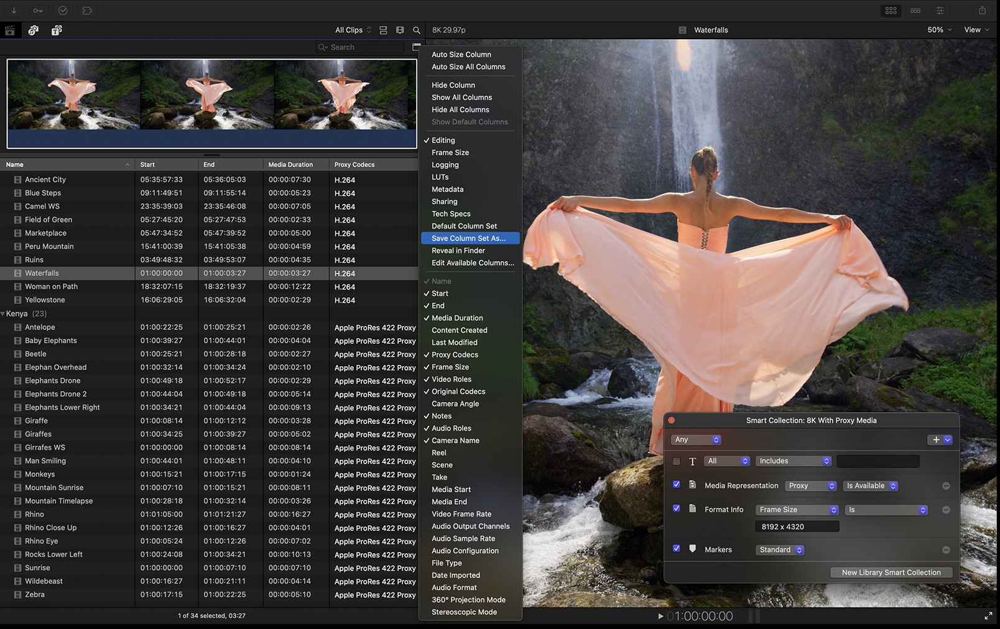 All Clips
8K 29.97p
Waterfalls
50%
View
Search
Name Start End Media Duration Proxy Codecs
Ancient City 05:35:57:33 05:36:05:03 00:00:07:30 H.264
Blue Steps 09:11:49:51 09:11:55:14 00:00:05:23 H.264
Camel WS 23:35:39:03 23:35:46:08 00:00:07:05 H.264
Field of Green 05:27:45:20 05:27:47:53 00:00:02:33 H.264
Marketplace 05:47:34:52 05:47:39:52 00:00:05:00 H.264
Peru Mountain 15:41:00:39 15:41:05:38 00:00:04:59 H.264
Ruins 03:49:48:32 03:49:53:07 00:00:04:35 H.264
Waterfalls 01:00:00:00 01:00:03:27 00:00:03:27 H.264
Woman on Path 18:32:07:15 18:32:19:37 00:00:12:22 H.264
Yellowstone 16:06:29:05 16:06:32:04 00:00:02:29 H.264
Kenya (23)
Antelope 01:00:22:25 01:00:25:21 00:00:02:26 Apple ProRes 422 Proxy
Baby Elephants 01:00:39:27 01:00:44:01 00:00:04:04 Apple ProRes 422 Proxy
Beetle 01:00:25:21 01:00:28:18 00:00:02:27 Apple ProRes 422 Proxy
Elephan Overhead 01:00:32:14 01:00:34:24 00:00:02:10 Apple ProRes 422 Proxy
Elephants Drone 01:00:49:18 01:00:52:17 00:00:02:29 Apple ProRes 422 Proxy
Elephants Drone 2 01:00:44:04 01:00:49:18 00:00:05:14 Apple ProRes 422 Proxy
Elephants Lower Right 01:00:34:21 01:00:44:04 00:00:09:13 Apple ProRes 422 Proxy
Giraffe 01:00:08:14 01:00:12:12 00:00:03:28 Apple ProRes 422 Proxy
Giraffes 01:00:34:25 01:00:39:27 00:00:05:02 Apple ProRes 422 Proxy
Girrafes WS 01:00:00:00 01:00:08:14 00:00:08:14 Apple ProRes 422 Proxy
Man Smiling 01:00:44:01 01:00:48:11 00:00:04:10 Apple ProRes 422 Proxy
Monkeys 01:00:15:21 01:00:17:15 00:00:01:24 Apple ProRes 422 Proxy
Mountain Sunrise 01:00:07:10 01:00:15:21 00:00:08:11 Apple ProRes 422 Proxy
Mountain Timelapse 01:00:28:18 01:00:32:14 00:00:03:26 Apple ProRes 422 Proxy
Rhino 01:01:05:00 01:01:21:27 00:00:16:27 Apple ProRes 422 Proxy
Rhino Close Up 01:00:12:26 01:00:16:27 00:00:04:01 Apple ProRes 422 Proxy
Rhino Eye 01:00:05:24 01:00:12:26 00:00:07:02 Apple ProRes 422 Proxy
Rocks Lower Left 01:00:24:08 01:00:34:21 00:00:10:13 Apple ProRes 422 Proxy
Sunrise 01:00:00:00 01:00:07:10 00:00:07:10 Apple ProRes 422 Proxy
Wildebeast 01:00:16:27 01:00:21:11 00:00:04:14 Apple ProRes 422 Proxy
Zebra 01:00:17:15 01:00:22:25 00:00:05:10 Apple ProRes 422 Proxy
1 of 34 selected, 03:27
Auto Size Column
Auto Size All Columns
Hide Column
Show All Columns
Hide All Columns
Show Default Columns
✓ Editing
Frame Size
Logging
LUTs
Metadata
Sharing
Tech Specs
Default Column Set
Save Column Set As...
Reveal in Finder
Edit Available Columns...
✓ Name
✓ Start
✓ End
✓ Media Duration
Content Created
Last Modified
✓ Proxy Codecs
✓ Frame Size
✓ Video Roles
✓ Original Codecs
Camera Angle
✓ Notes
✓ Audio Roles
✓ Camera Name
Reel
Scene
Take
Media Start
Media End
Video Frame Rate
Audio Output Channels
Audio Sample Rate
Audio Configuration
File Type
Date Imported
Audio Format
360° Projection Mode
Stereoscopic Mode
Smart Collection: 8K With Proxy Media
Any
T All Includes
Media Representation Proxy Is Available
Format Info Frame Size Is
8192 x 4320
Markers Standard
New Library Smart Collection
01:00:00:00